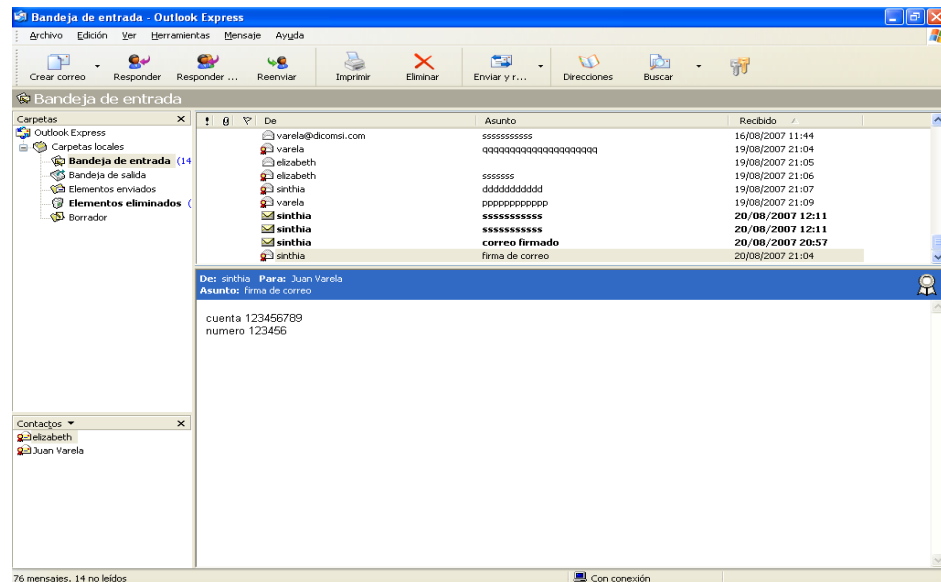 Bandeja de entrada - Outlook Express
Archivo Edición Ver Herramientas Mensaje Ayuda
Crear correo Responder Responder ... Reenviar Imprimir Eliminar Enviar y r... Direcciones Buscar
Bandeja de entrada
Carpetas
Outlook Express
Carpetas locales
Bandeja de entrada (14
Bandeja de salida
Elementos enviados
Elementos eliminados (
Borrador
! De Asunto Recibido
varela@dicomsi.com sssssssssss 16/08/2007 11:44
varela qqqqqqqqqqqqqqqqqqqqq 19/08/2007 21:04
elizabeth 19/08/2007 21:05
elizabeth sssssss 19/08/2007 21:06
sinthia ddddddddddd 19/08/2007 21:07
varela pppppppppppp 19/08/2007 21:09
sinthia sssssssssss 20/08/2007 12:11
sinthia sssssssssss 20/08/2007 12:11
sinthia correo firmado 20/08/2007 20:57
sinthia firma de correo 20/08/2007 21:04
De: sinthia Para: Juan Varela
Asunto: firma de correo
cuenta 123456789
numero 123456
Contactos
elizabeth
Juan Varela
76 mensajes, 14 no leídos Con conexión